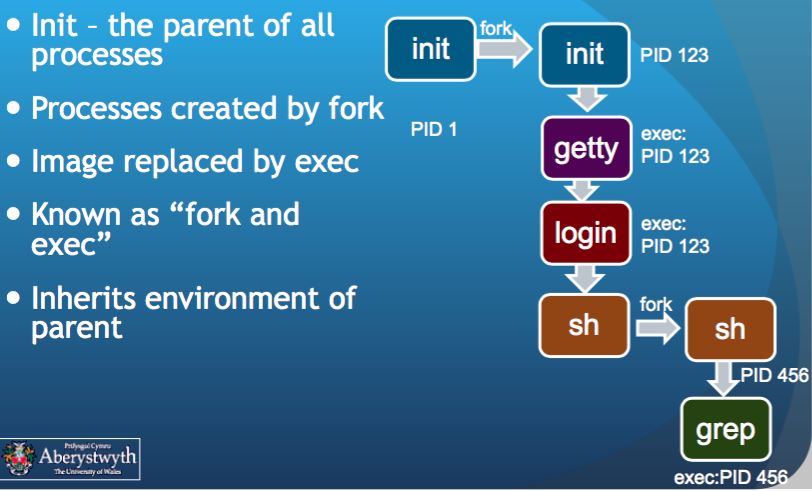 • Init – the parent of all
processes
• Processes created by fork
• Image replaced by exec
• Known as “fork and
exec”
• Inherits environment of
parent
init
fork
init
PID 123
PID 1
getty
exec:
PID 123
login
exec:
PID 123
sh
fork
sh
PID 456
grep
exec:PID 456
Prifysgol Cymru
Aberystwyth
The University of Wales